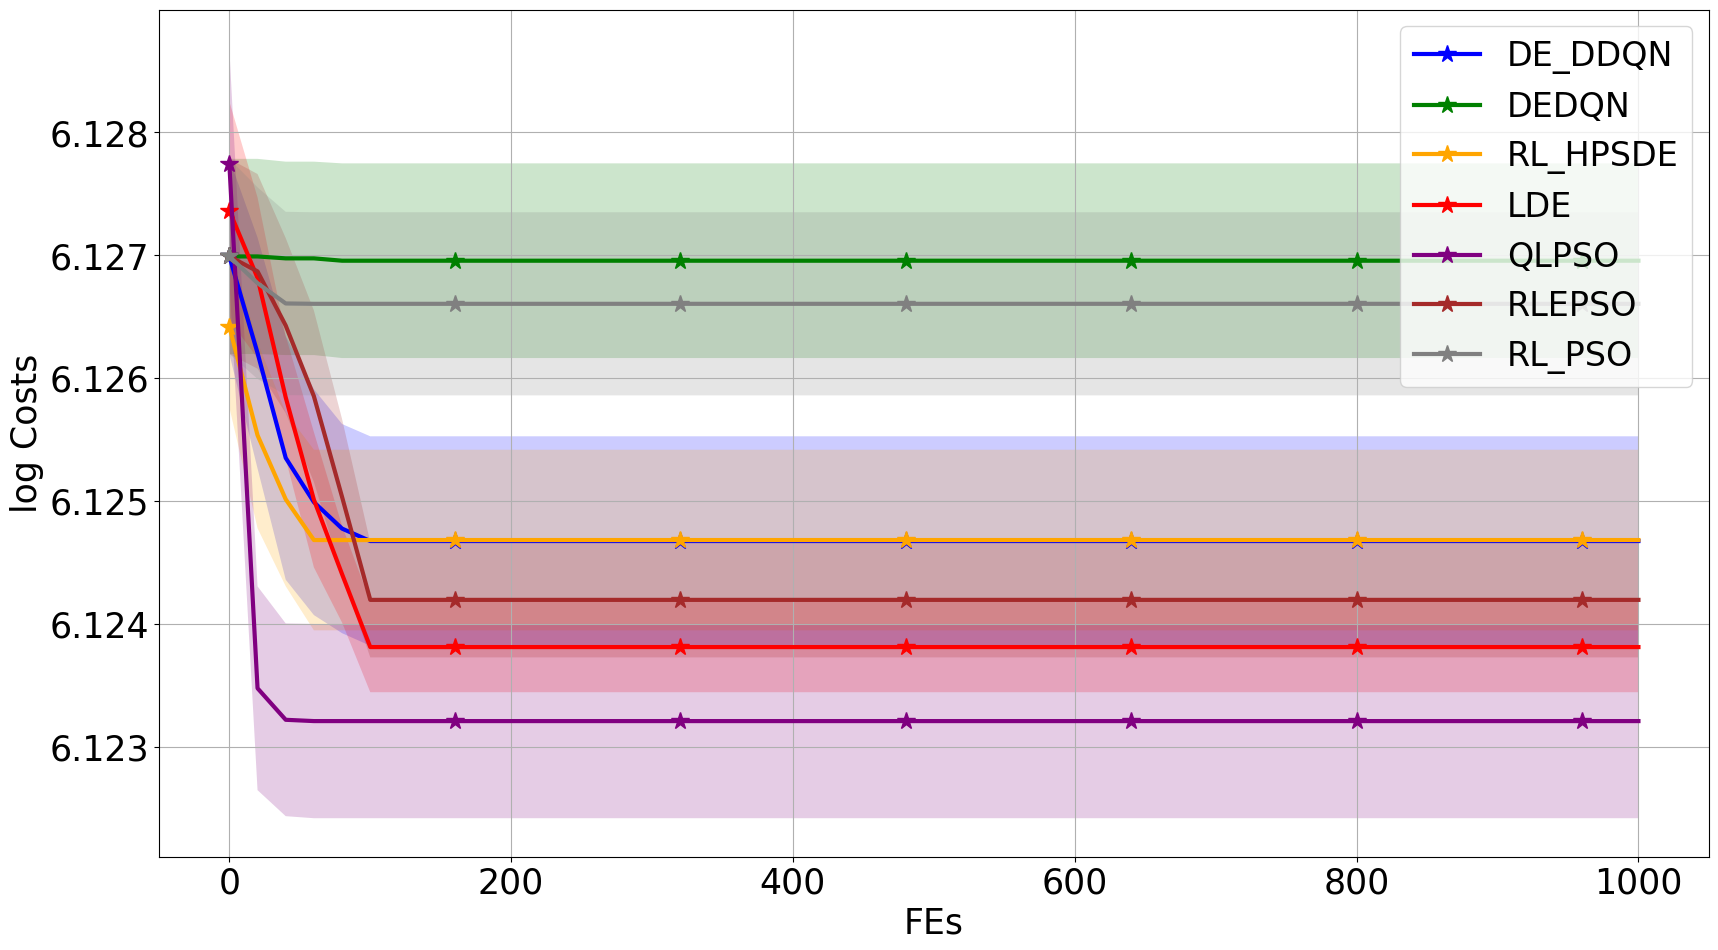 log Costs
6.128
6.127
6.126
6.125
6.124
6.123
0
200
400
600
800
1000
FEs
DE_DDQN
DEDQN
RL_HPSDE
LDE
QLPSO
RLEPSO
RL_PSO